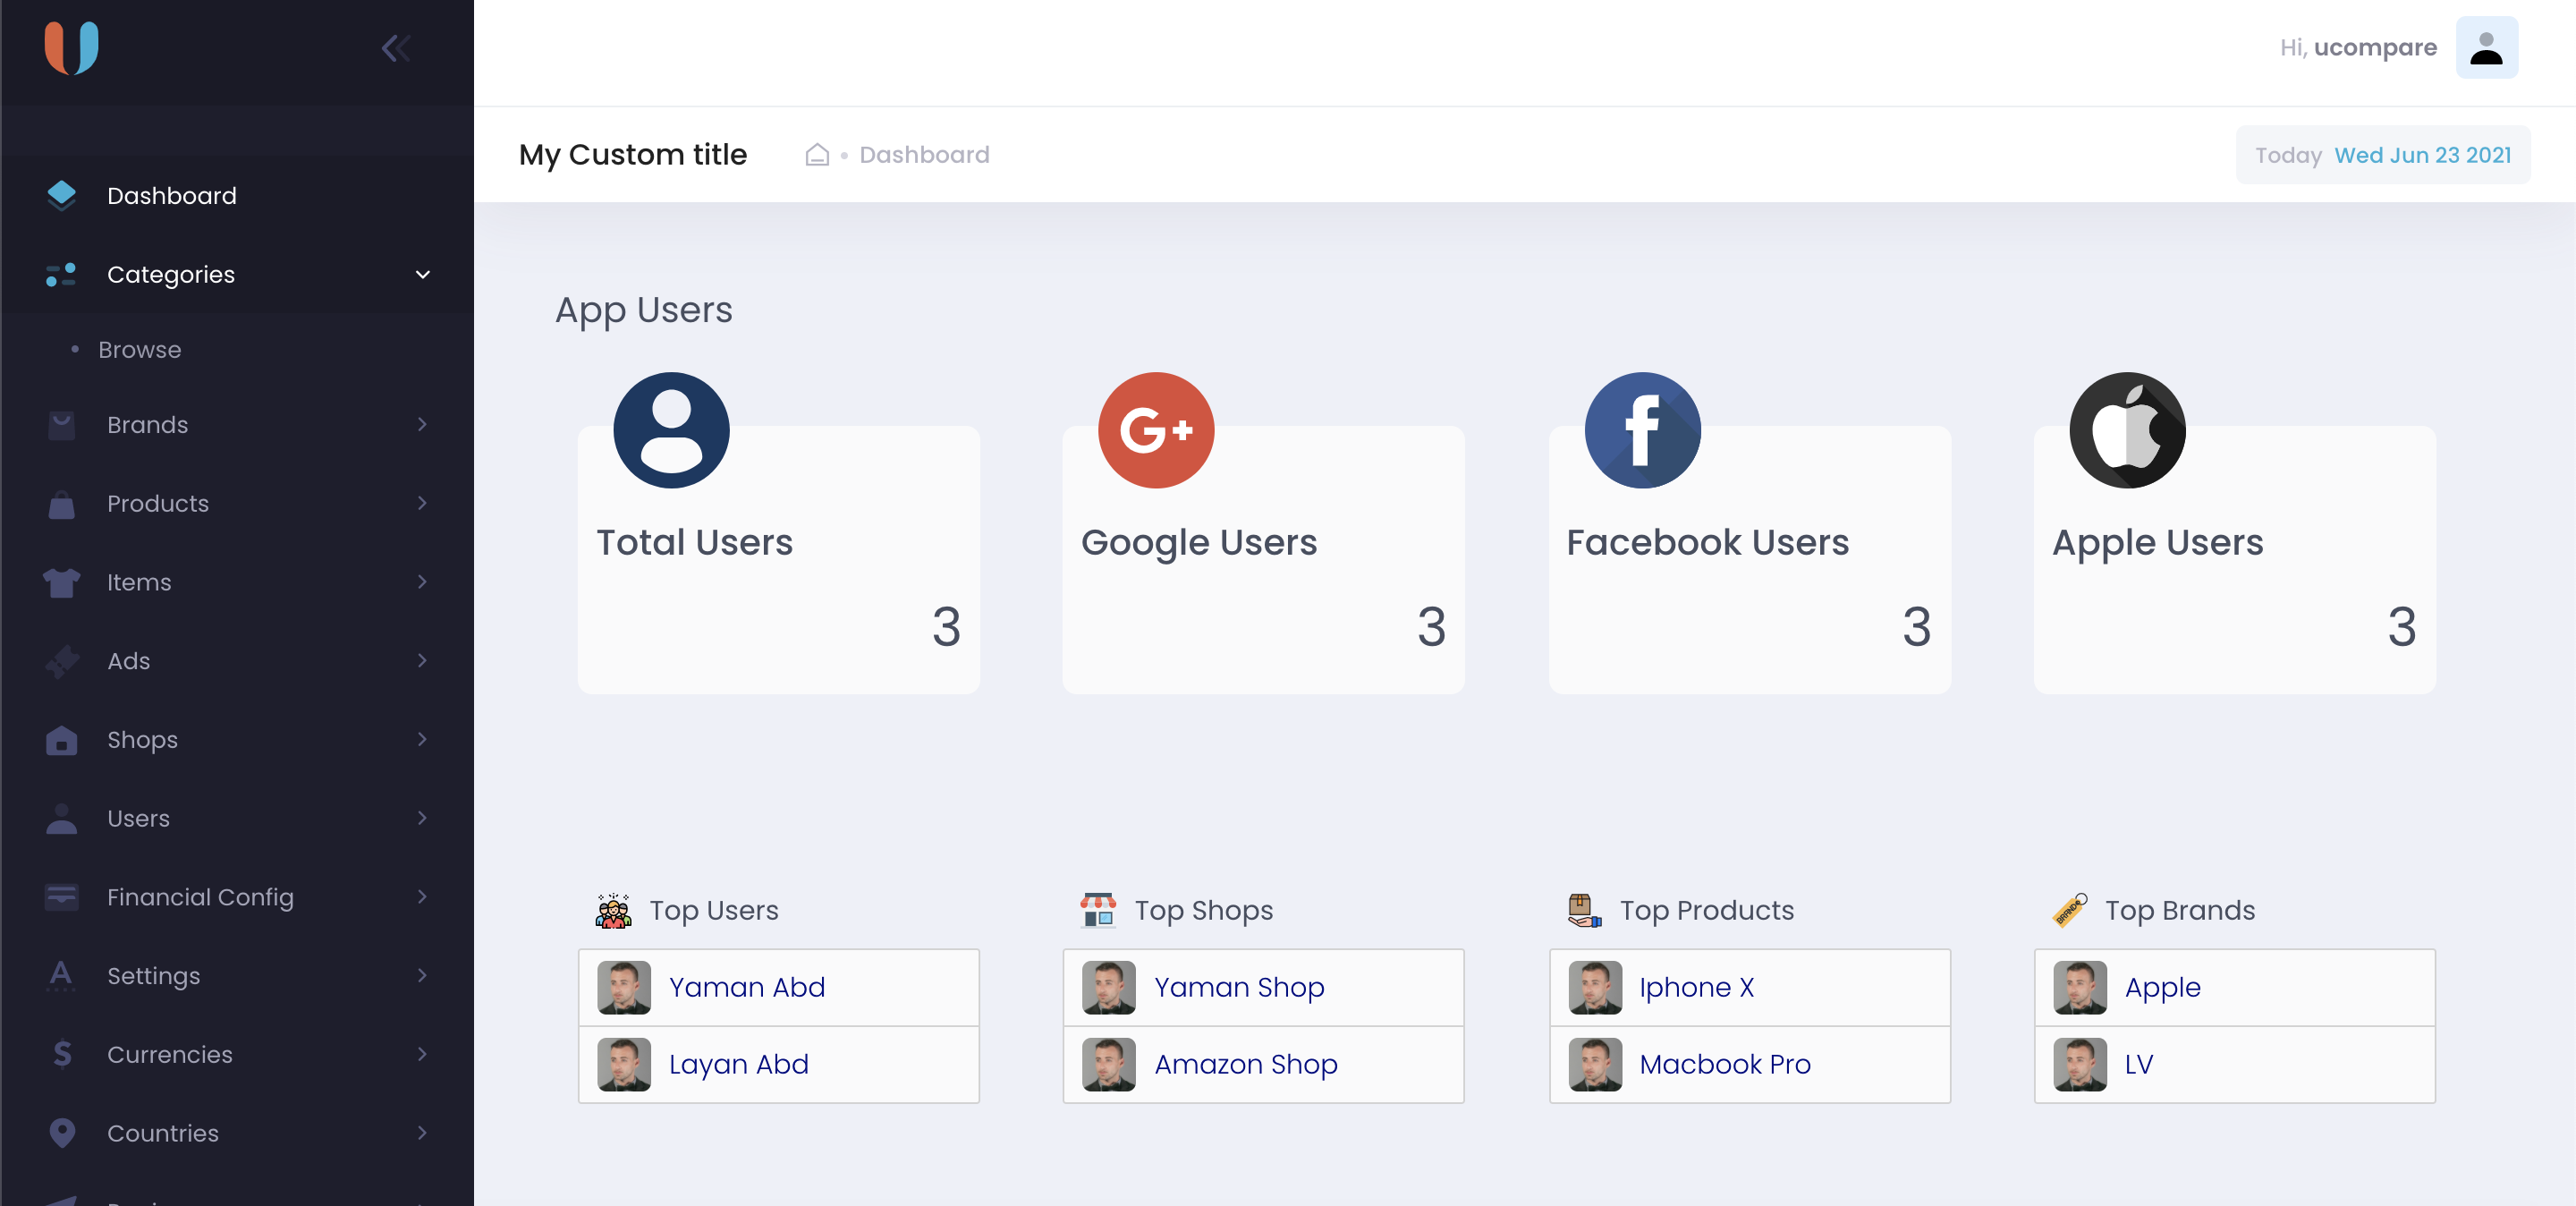 Hi, ucompare
My Custom title
Dashboard
Today Wed Jun 23 2021
Dashboard
Categories
Browse
Brands
Products
Items
Ads
Shops
Users
Financial Config
Settings
Currencies
Countries
App Users
G+
f
Total Users
Google Users
Facebook Users
Apple Users
3
3
3
3
Top Users
Top Shops
BRAND
Top Products
Top Brands
Yaman Abd
Yaman Shop
Iphone X
Apple
Layan Abd
Amazon Shop
Macbook Pro
LV